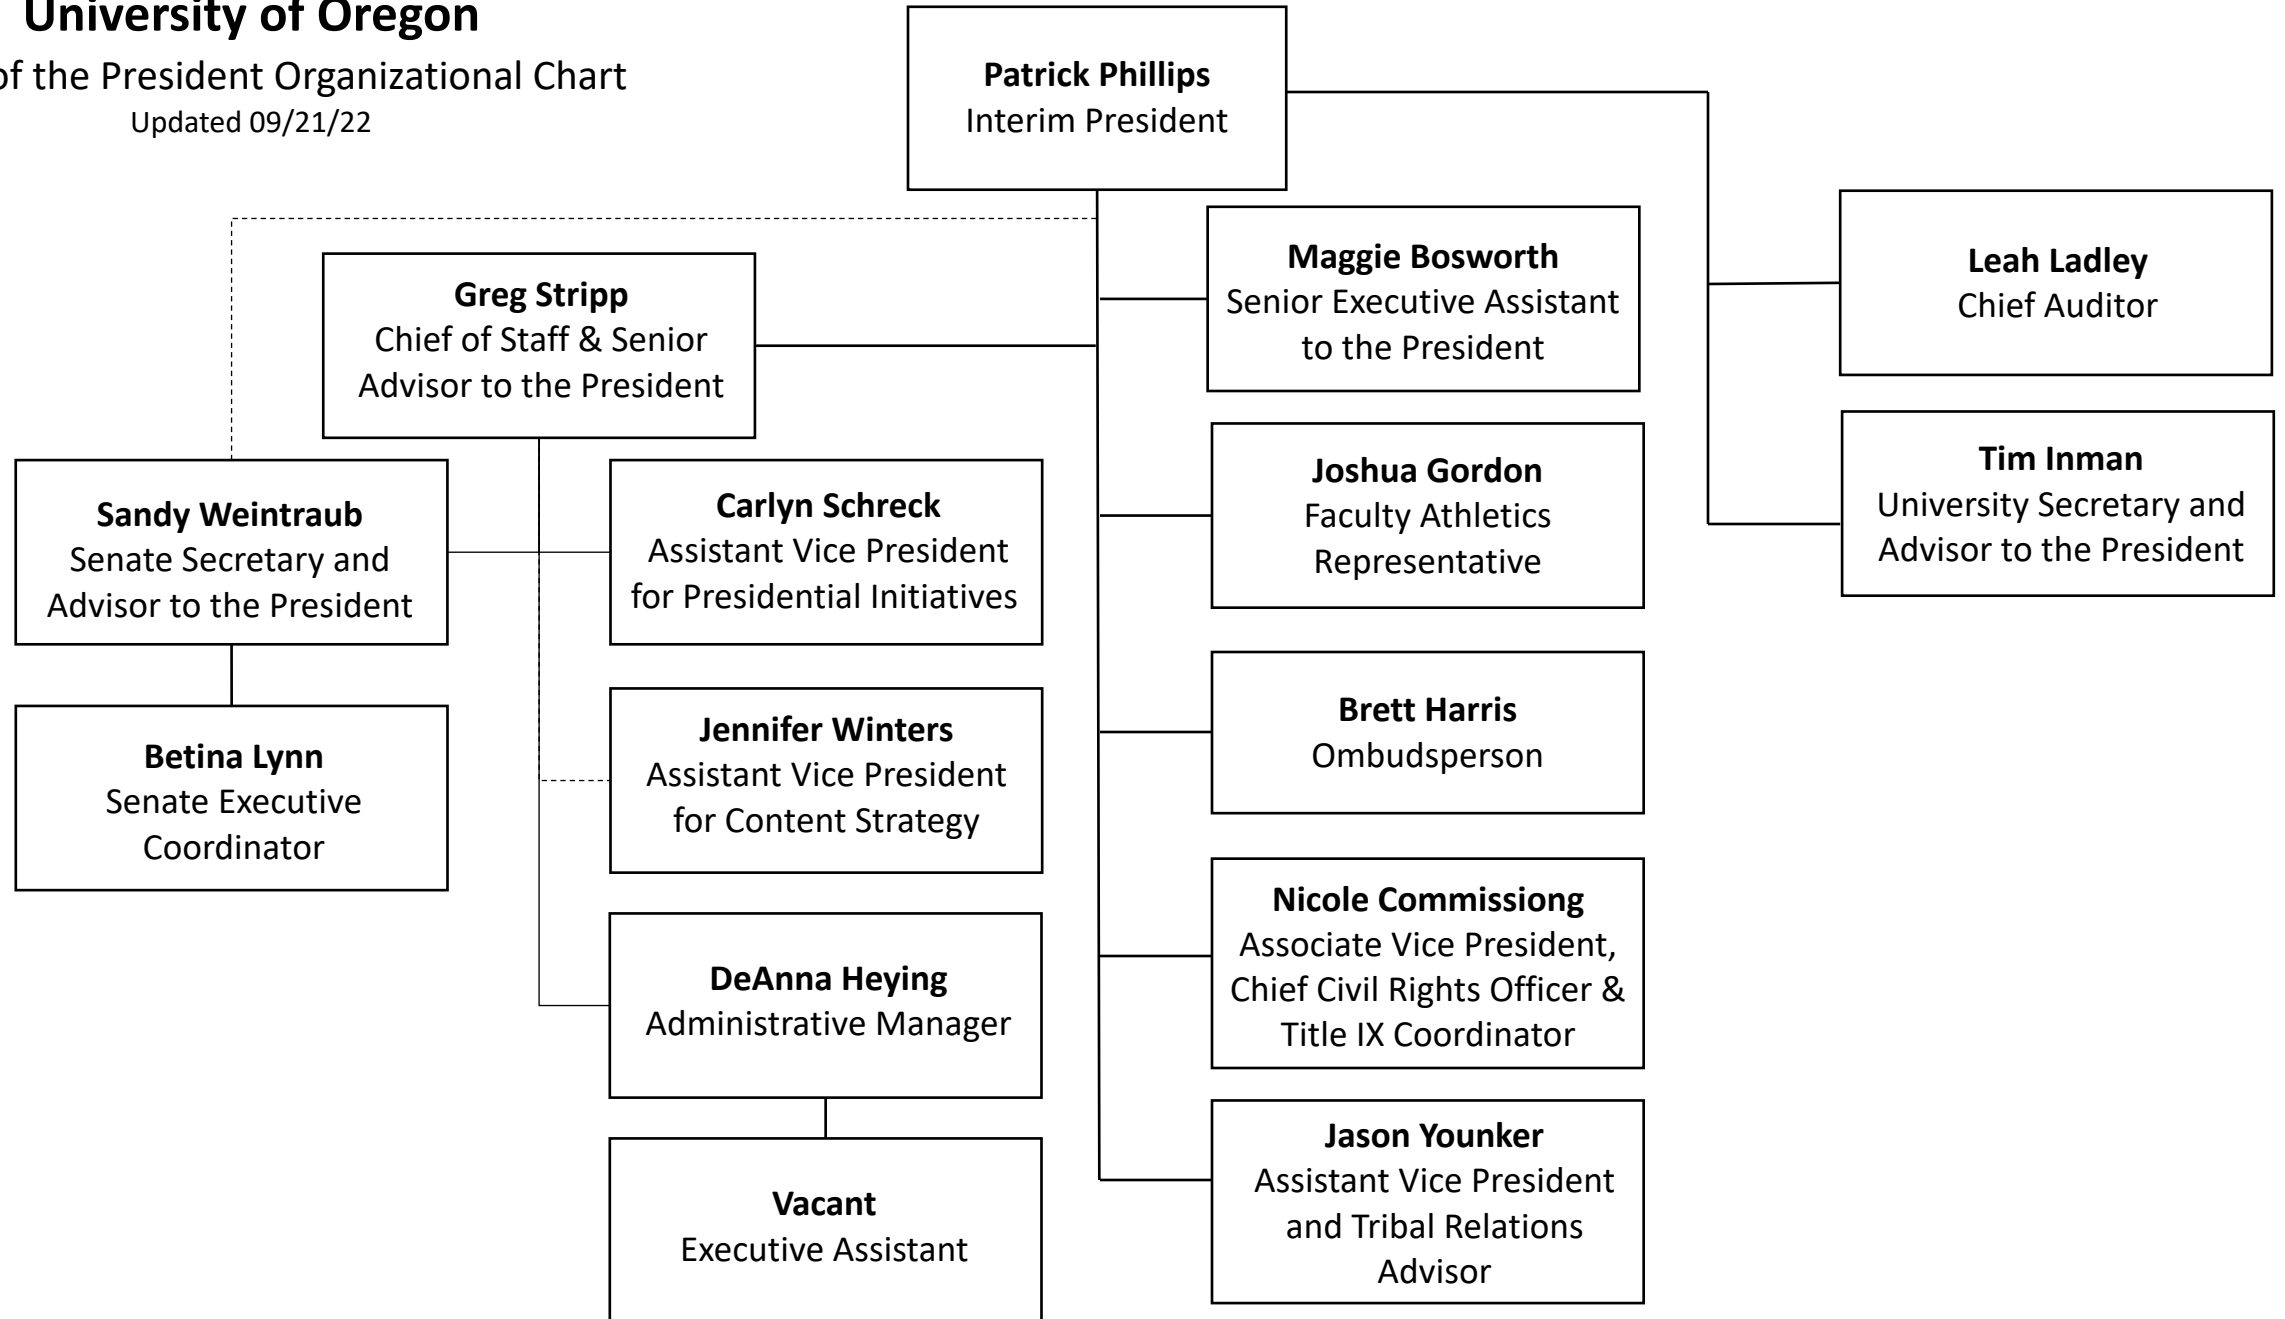 University of Oregon
of the President Organizational Chart
Updated 09/21/22
Patrick Phillips
Interim President
Maggie Bosworth
Senior Executive Assistant
to the President
Leah Ladley
Chief Auditor
Greg Stripp
Chief of Staff & Senior
Advisor to the President
Tim Inman
University Secretary and
Advisor to the President
Joshua Gordon
Faculty Athletics
Representative
Sandy Weintraub
Senate Secretary and
Advisor to the President
Carlyn Schreck
Assistant Vice President
for Presidential Initiatives
Brett Harris
Ombudsperson
Betina Lynn
Senate Executive
Coordinator
Jennifer Winters
Assistant Vice President
for Content Strategy
Nicole Commissiong
Associate Vice President,
Chief Civil Rights Officer &
Title IX Coordinator
DeAnna Heying
Administrative Manager
Jason Younker
Assistant Vice President
and Tribal Relations
Advisor
Vacant
Executive Assistant